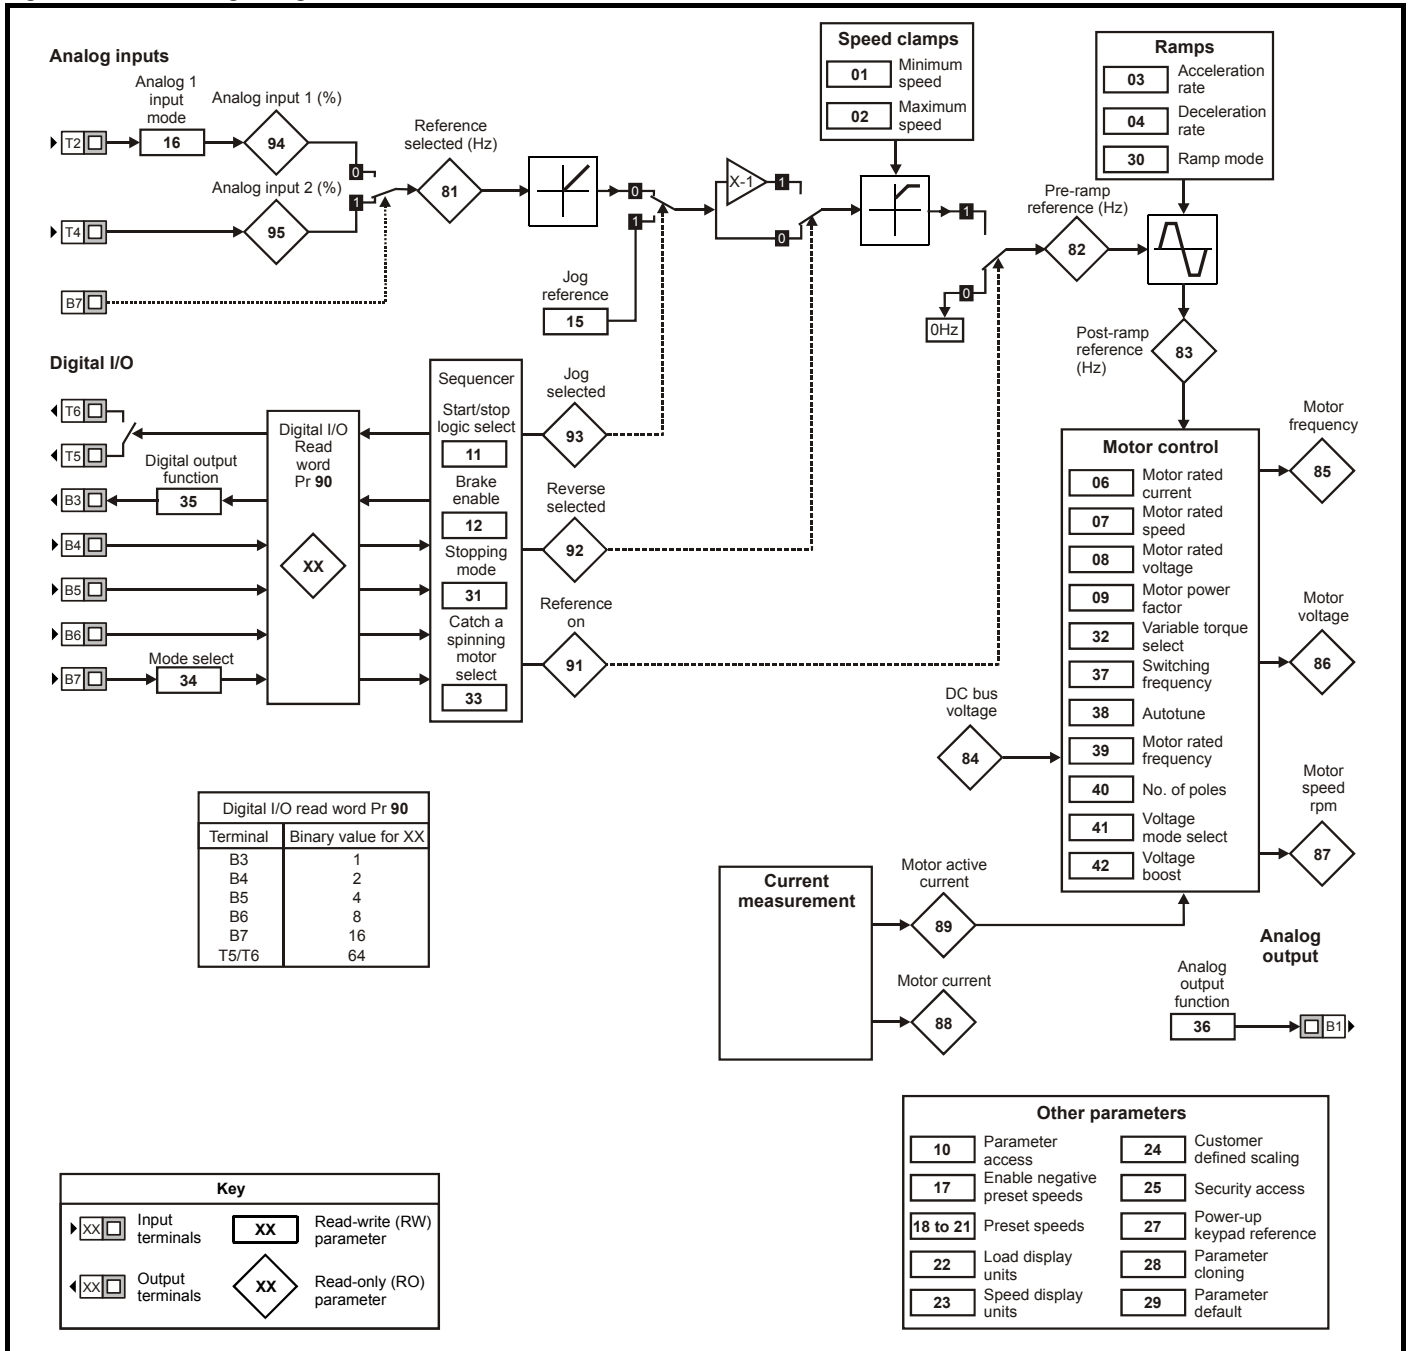 Analog inputs
Analog 1
input
mode
Analog input 1 (%)
T2
16
94
0
Analog input 2 (%)
1
T4
95
B7
Reference
selected (Hz)
81
0
1
Jog
reference
15
X-1
1
0
Speed clamps
01
Minimum
speed
02
Maximum
speed
1
0
0Hz
Pre-ramp
reference (Hz)
82
Ramps
03
Acceleration
rate
04
Deceleration
rate
30
Ramp mode
Post-ramp
reference
(Hz)
83
Digital I/O
T6
T5
Digital output
function
B3
35
B4
B5
B6
Mode select
B7
34
Digital I/O
Read
word
Pr 90
XX
Sequencer
Start/stop
logic select
11
Brake
enable
12
Stopping
mode
31
Catch a
spinning
motor
select
33
Jog
selected
93
Reverse
selected
92
Reference
on
91
Motor control
06
Motor rated
current
07
Motor rated
speed
08
Motor rated
voltage
09
Motor power
factor
32
Variable torque
select
37
Switching
frequency
38
Autotune
39
Motor rated
frequency
40
No. of poles
41
Voltage
mode select
42
Voltage
boost
Motor
frequency
85
Motor
voltage
86
Motor
speed
rpm
87
DC bus
voltage
84
Digital I/O read word Pr 90
Terminal Binary value for XX
B3 1
B4 2
B5 4
B6 8
B7 16
T5/T6 64
Current
measurement
Motor active
current
89
Motor current
88
Analog
output
Analog
output
function
36
B1
Key
XX
Input
terminals
XX
Read-write (RW)
parameter
XX
Output
terminals
XX
Read-only (RO)
parameter
Other parameters
10
Parameter
access
17
Enable negative
preset speeds
18 to 21
Preset speeds
22
Load display
units
23
Speed display
units
24
Customer
defined scaling
25
Security access
27
Power-up
keypad reference
28
Parameter
cloning
29
Parameter
default